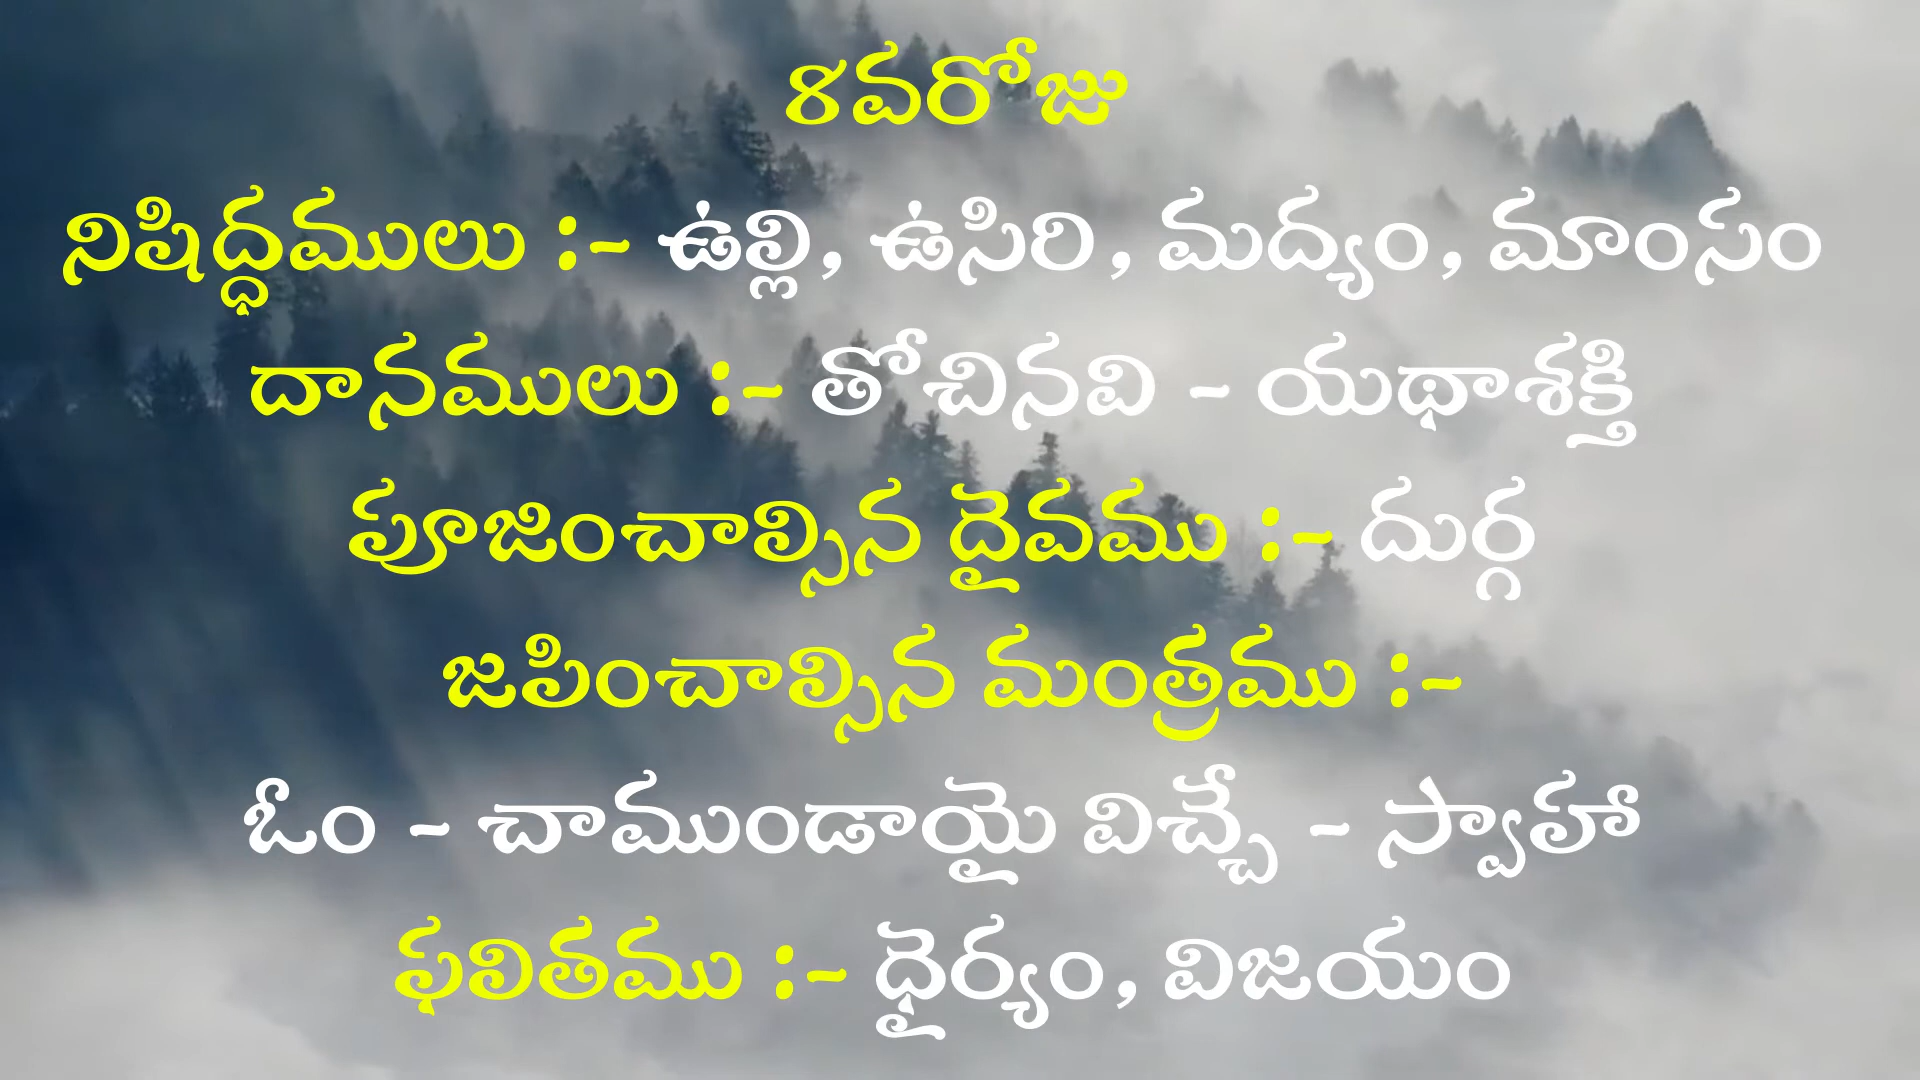 8వరోజు
నిషిద్ధములు :- ఉల్లి, ఉసిరి, మద్యం, మాంసం
దానములు :- తోచినవి - యథాశక్తి
పూజించాల్సిన దైవము :- దుర్గ
జపించాల్సిన మంత్రము :-
ఓం - చాముండాయై విచ్చే - స్వాహా
ఫలితము :- ధైర్యం, విజయం